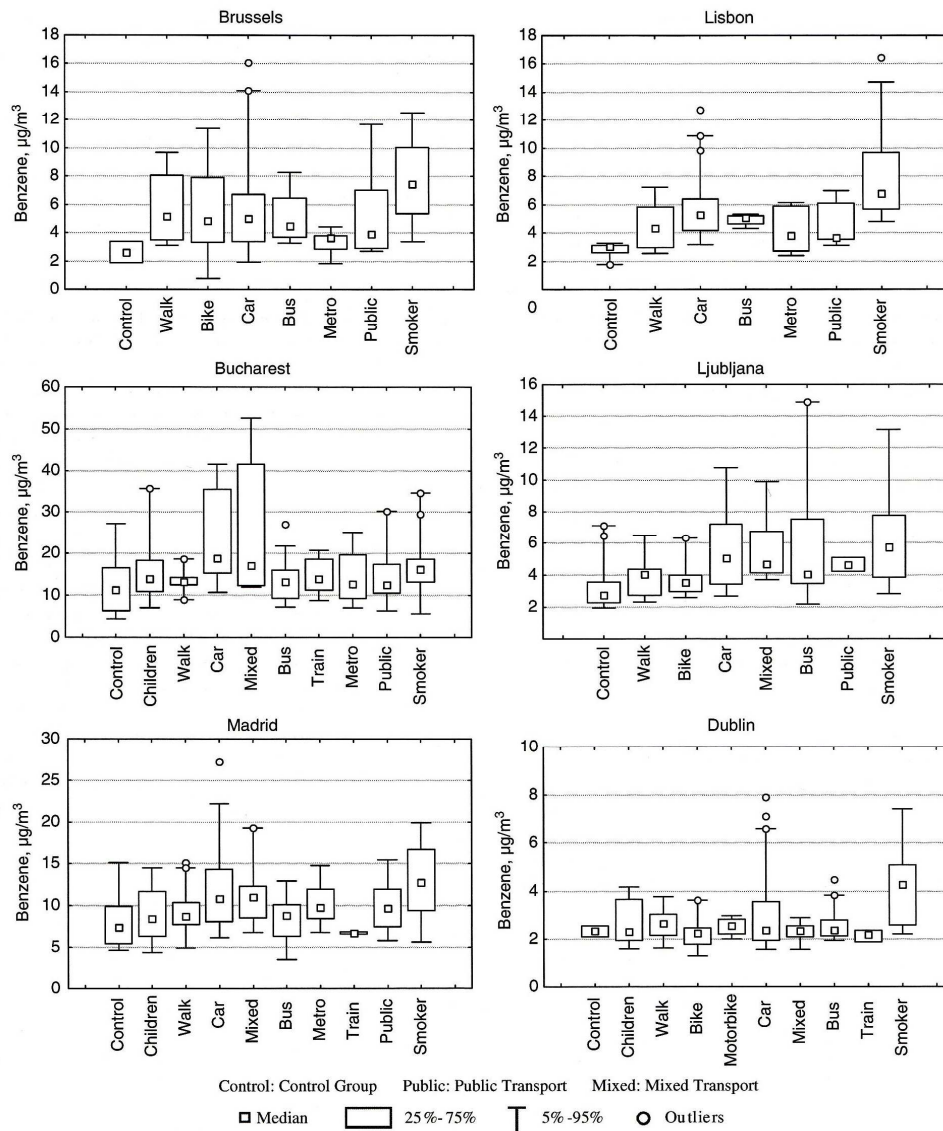 Brussels
Benzene, µg/m³
18
16
14
12
10
8
6
4
2
0
Control
Walk
Bike
Car
Bus
Metro
Public
Smoker
Lisbon
Benzene, µg/m³
18
16
14
12
10
8
6
4
2
0
Control
Walk
Car
Bus
Metro
Public
Smoker
Bucharest
Benzene, µg/m³
60
50
40
30
20
10
0
Control
Children
Walk
Car
Mixed
Bus
Train
Metro
Public
Smoker
Ljubljana
Benzene, µg/m³
16
14
12
10
8
6
4
2
Control
Walk
Bike
Car
Mixed
Bus
Public
Smoker
Madrid
Benzene, µg/m³
30
25
20
15
10
5
0
Control
Children
Walk
Car
Mixed
Bus
Metro
Train
Public
Smoker
Dublin
Benzene, µg/m³
10
8
6
4
2
0
Control
Children
Walk
Bike
Motorbike
Car
Mixed
Bus
Train
Smoker
Control: Control Group Public: Public Transport Mixed: Mixed Transport
Median 25%-75% 5%-95% Outliers